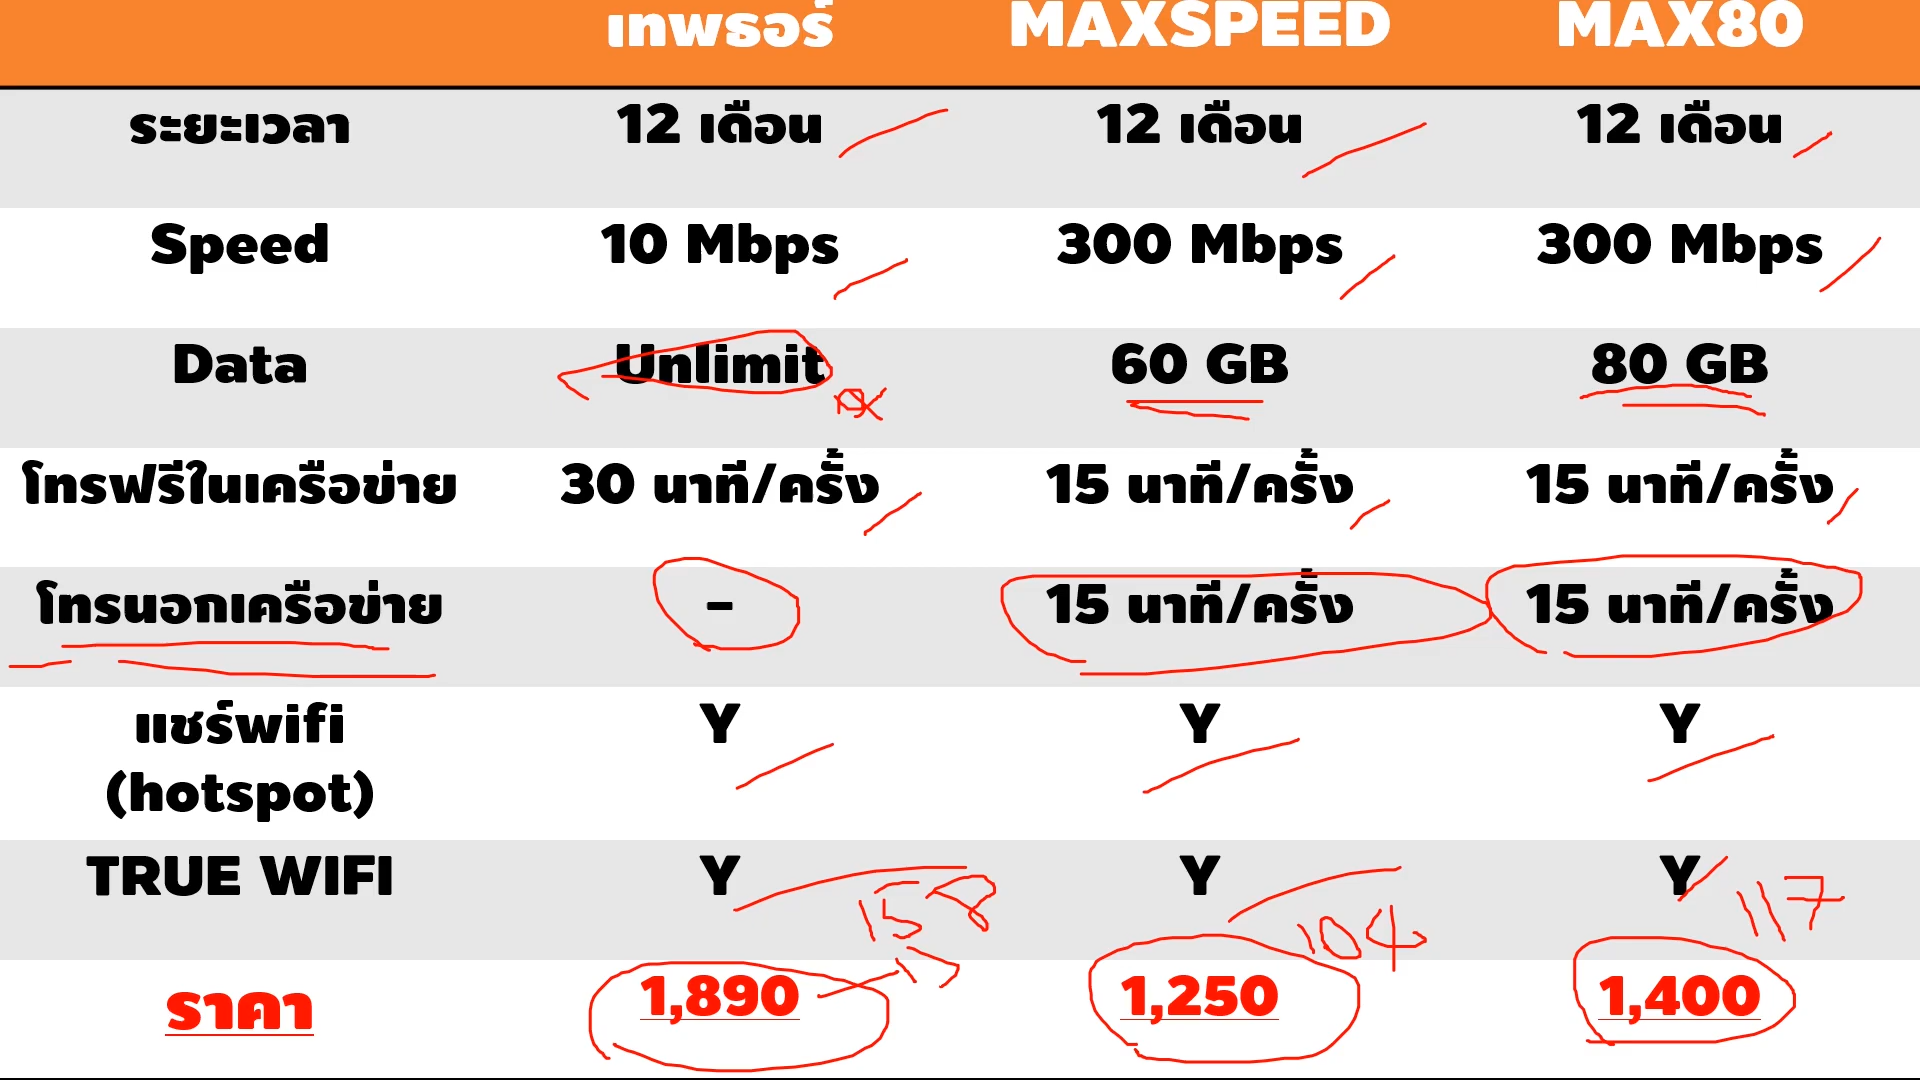 เทพธอร์ MAXSPEED MAX80
ระยะเวลา 12 เดือน 12 เดือน 12 เดือน
Speed 10 Mbps 300 Mbps 300 Mbps
Data Unlimit 60 GB 80 GB
โทรฟรีในเครือข่าย 30 นาที/ครั้ง 15 นาที/ครั้ง 15 นาที/ครั้ง
โทรนอกเครือข่าย - 15 นาที/ครั้ง 15 นาที/ครั้ง
แชร์wifi Y Y Y
(hotspot)
TRUE WIFI Y Y Y
158 104 117
ราคา 1,890 1,250 1,400